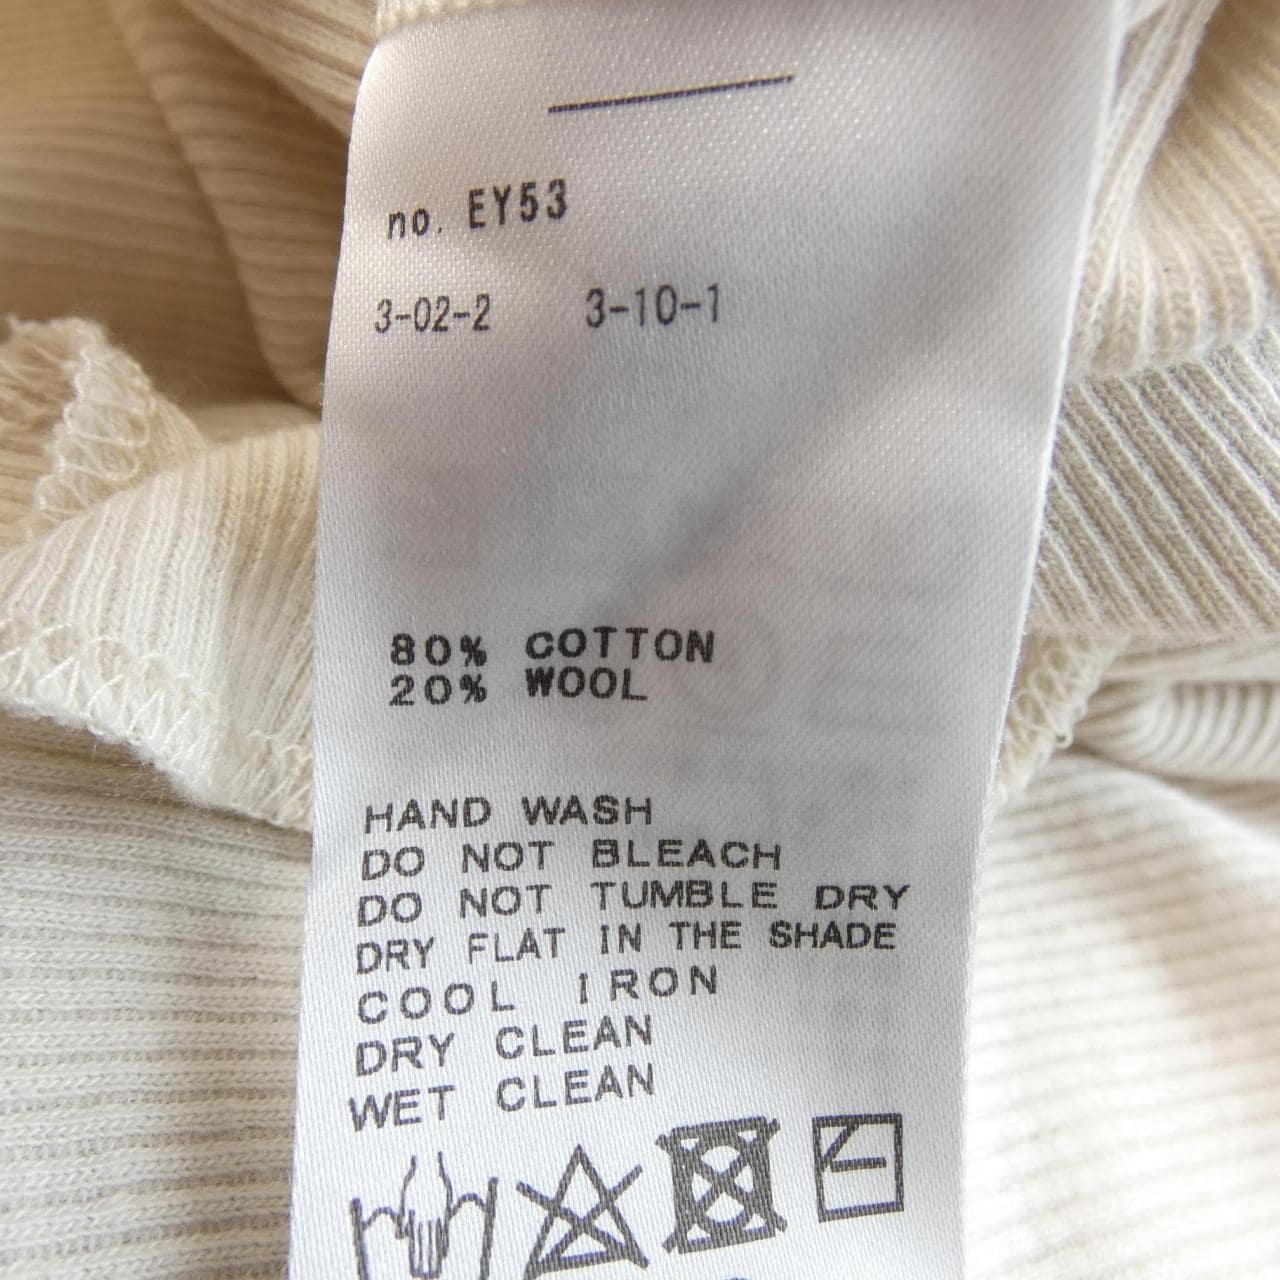 no. EY53
3-02-2 3-10-1
80% COTTON
20% WOOL
HAND WASH
DO NOT BLEACH
DO NOT TUMBLE DRY
DRY FLAT IN THE SHADE
COOL IRON
DRY CLEAN
WET CLEAN